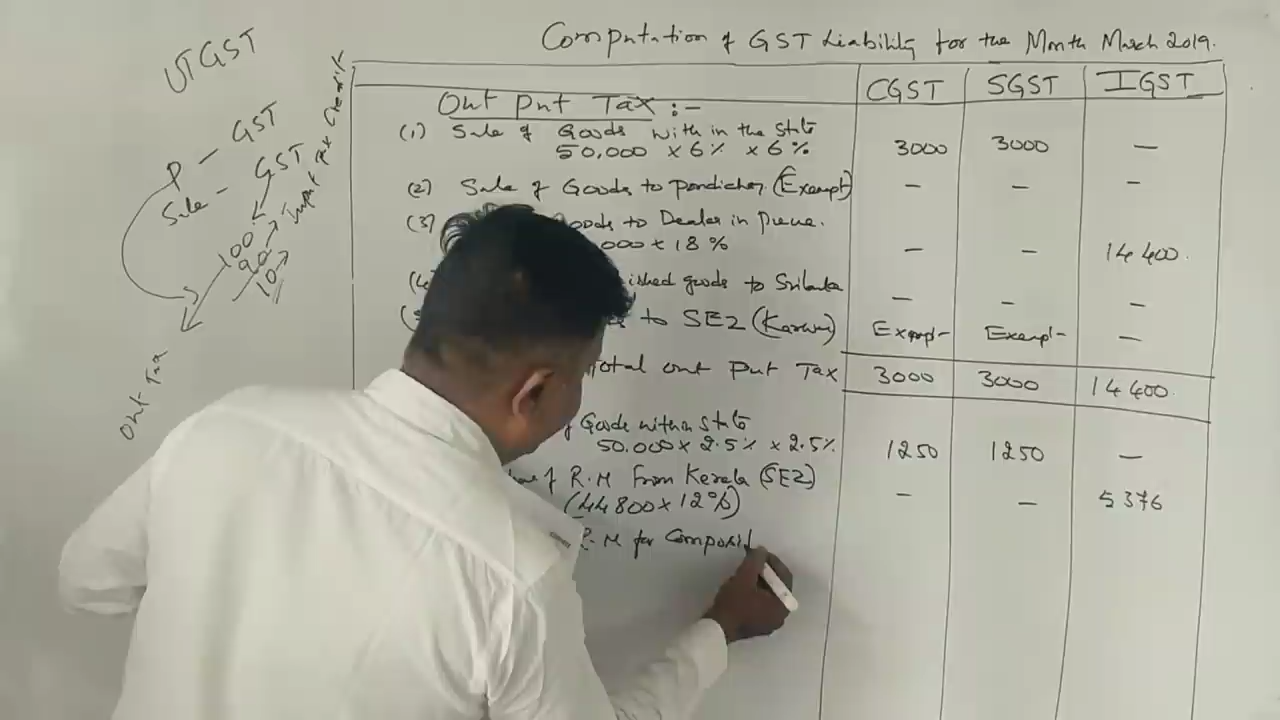 Computation of GST Liability for the Month March 2019.
UTGST
P - GST
Sale - GST
100
90 → Input Tax Credit
10 →
Out Tax
CGST SGST IGST
Out Put Tax :-
(1) Sale of Goods with in the state
50,000 x 6% x 6% 3000 3000 —
(2) Sale of Goods to Pondicherry (Exempt) — — —
(3) oods to Dealer in Pune.
000 x 18% — — 14400.
ished goods to Srilanka — — —
to SEZ (Exempt- Exempt- —
Total out Put Tax 3000 3000 14400.
Goods within state
50.000 x 2.5% x 2.5% 1250 1250 —
of R.M From Kerala (SEZ)
(44800 x 12%) — — 5376
R.M for Composit